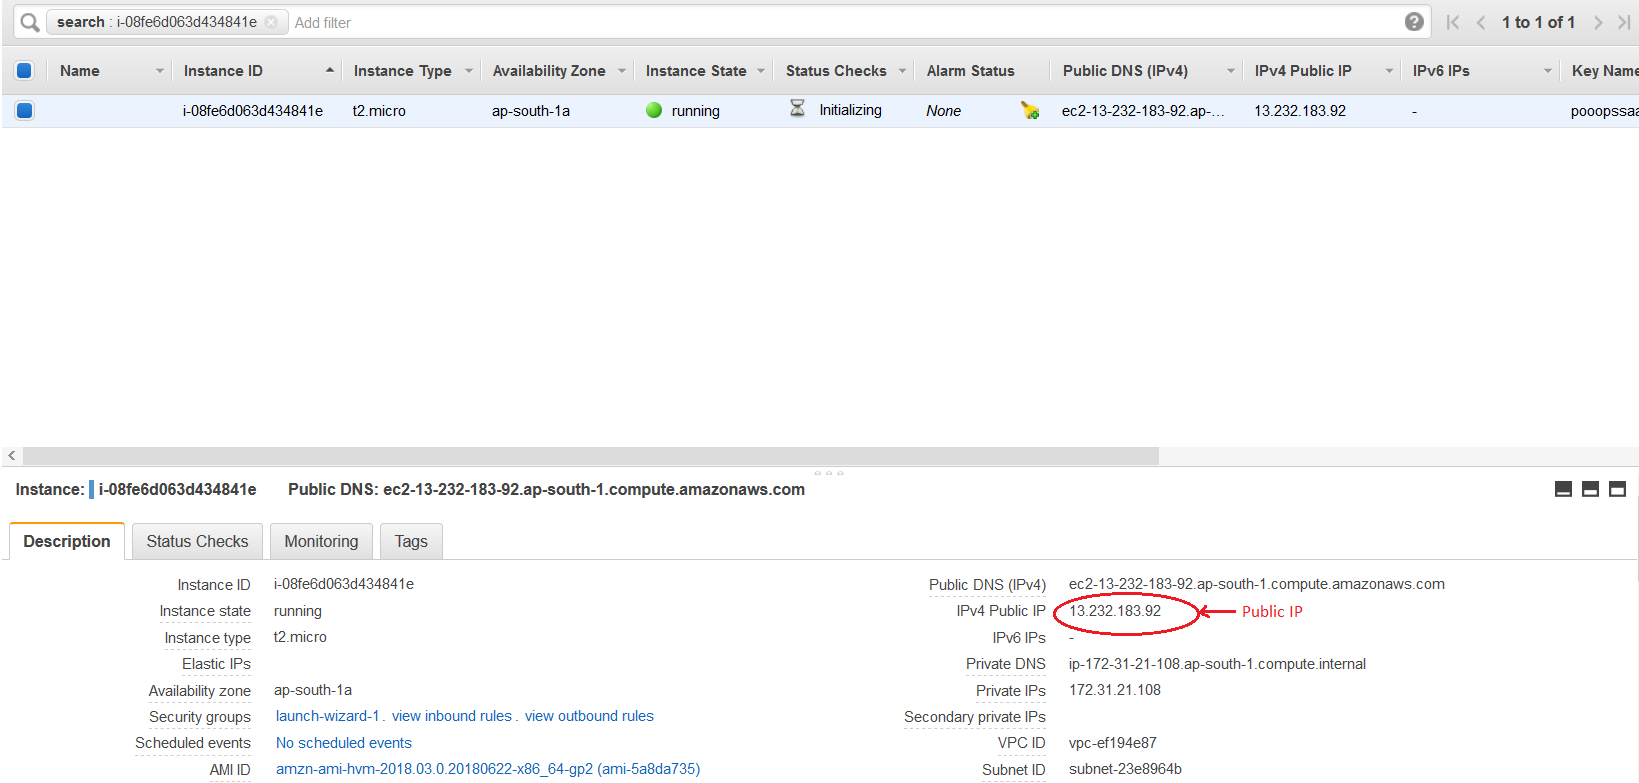 search : i-08fe6d063d434841e Add filter 1 to 1 of 1
Name Instance ID Instance Type Availability Zone Instance State Status Checks Alarm Status Public DNS (IPv4) IPv4 Public IP IPv6 IPs Key Name
i-08fe6d063d434841e t2.micro ap-south-1a running Initializing None ec2-13-232-183-92.ap-... 13.232.183.92 - pooopssaa
Instance: i-08fe6d063d434841e Public DNS: ec2-13-232-183-92.ap-south-1.compute.amazonaws.com
Description Status Checks Monitoring Tags
Instance ID i-08fe6d063d434841e Public DNS (IPv4) ec2-13-232-183-92.ap-south-1.compute.amazonaws.com
Instance state running IPv4 Public IP 13.232.183.92 Public IP
Instance type t2.micro IPv6 IPs -
Elastic IPs Private DNS ip-172-31-21-108.ap-south-1.compute.internal
Availability zone ap-south-1a Private IPs 172.31.21.108
Security groups launch-wizard-1. view inbound rules. view outbound rules Secondary private IPs
Scheduled events No scheduled events VPC ID vpc-ef194e87
AMI ID amzn-ami-hvm-2018.03.0.20180622-x86_64-gp2 (ami-5a8da735) Subnet ID subnet-23e8964b